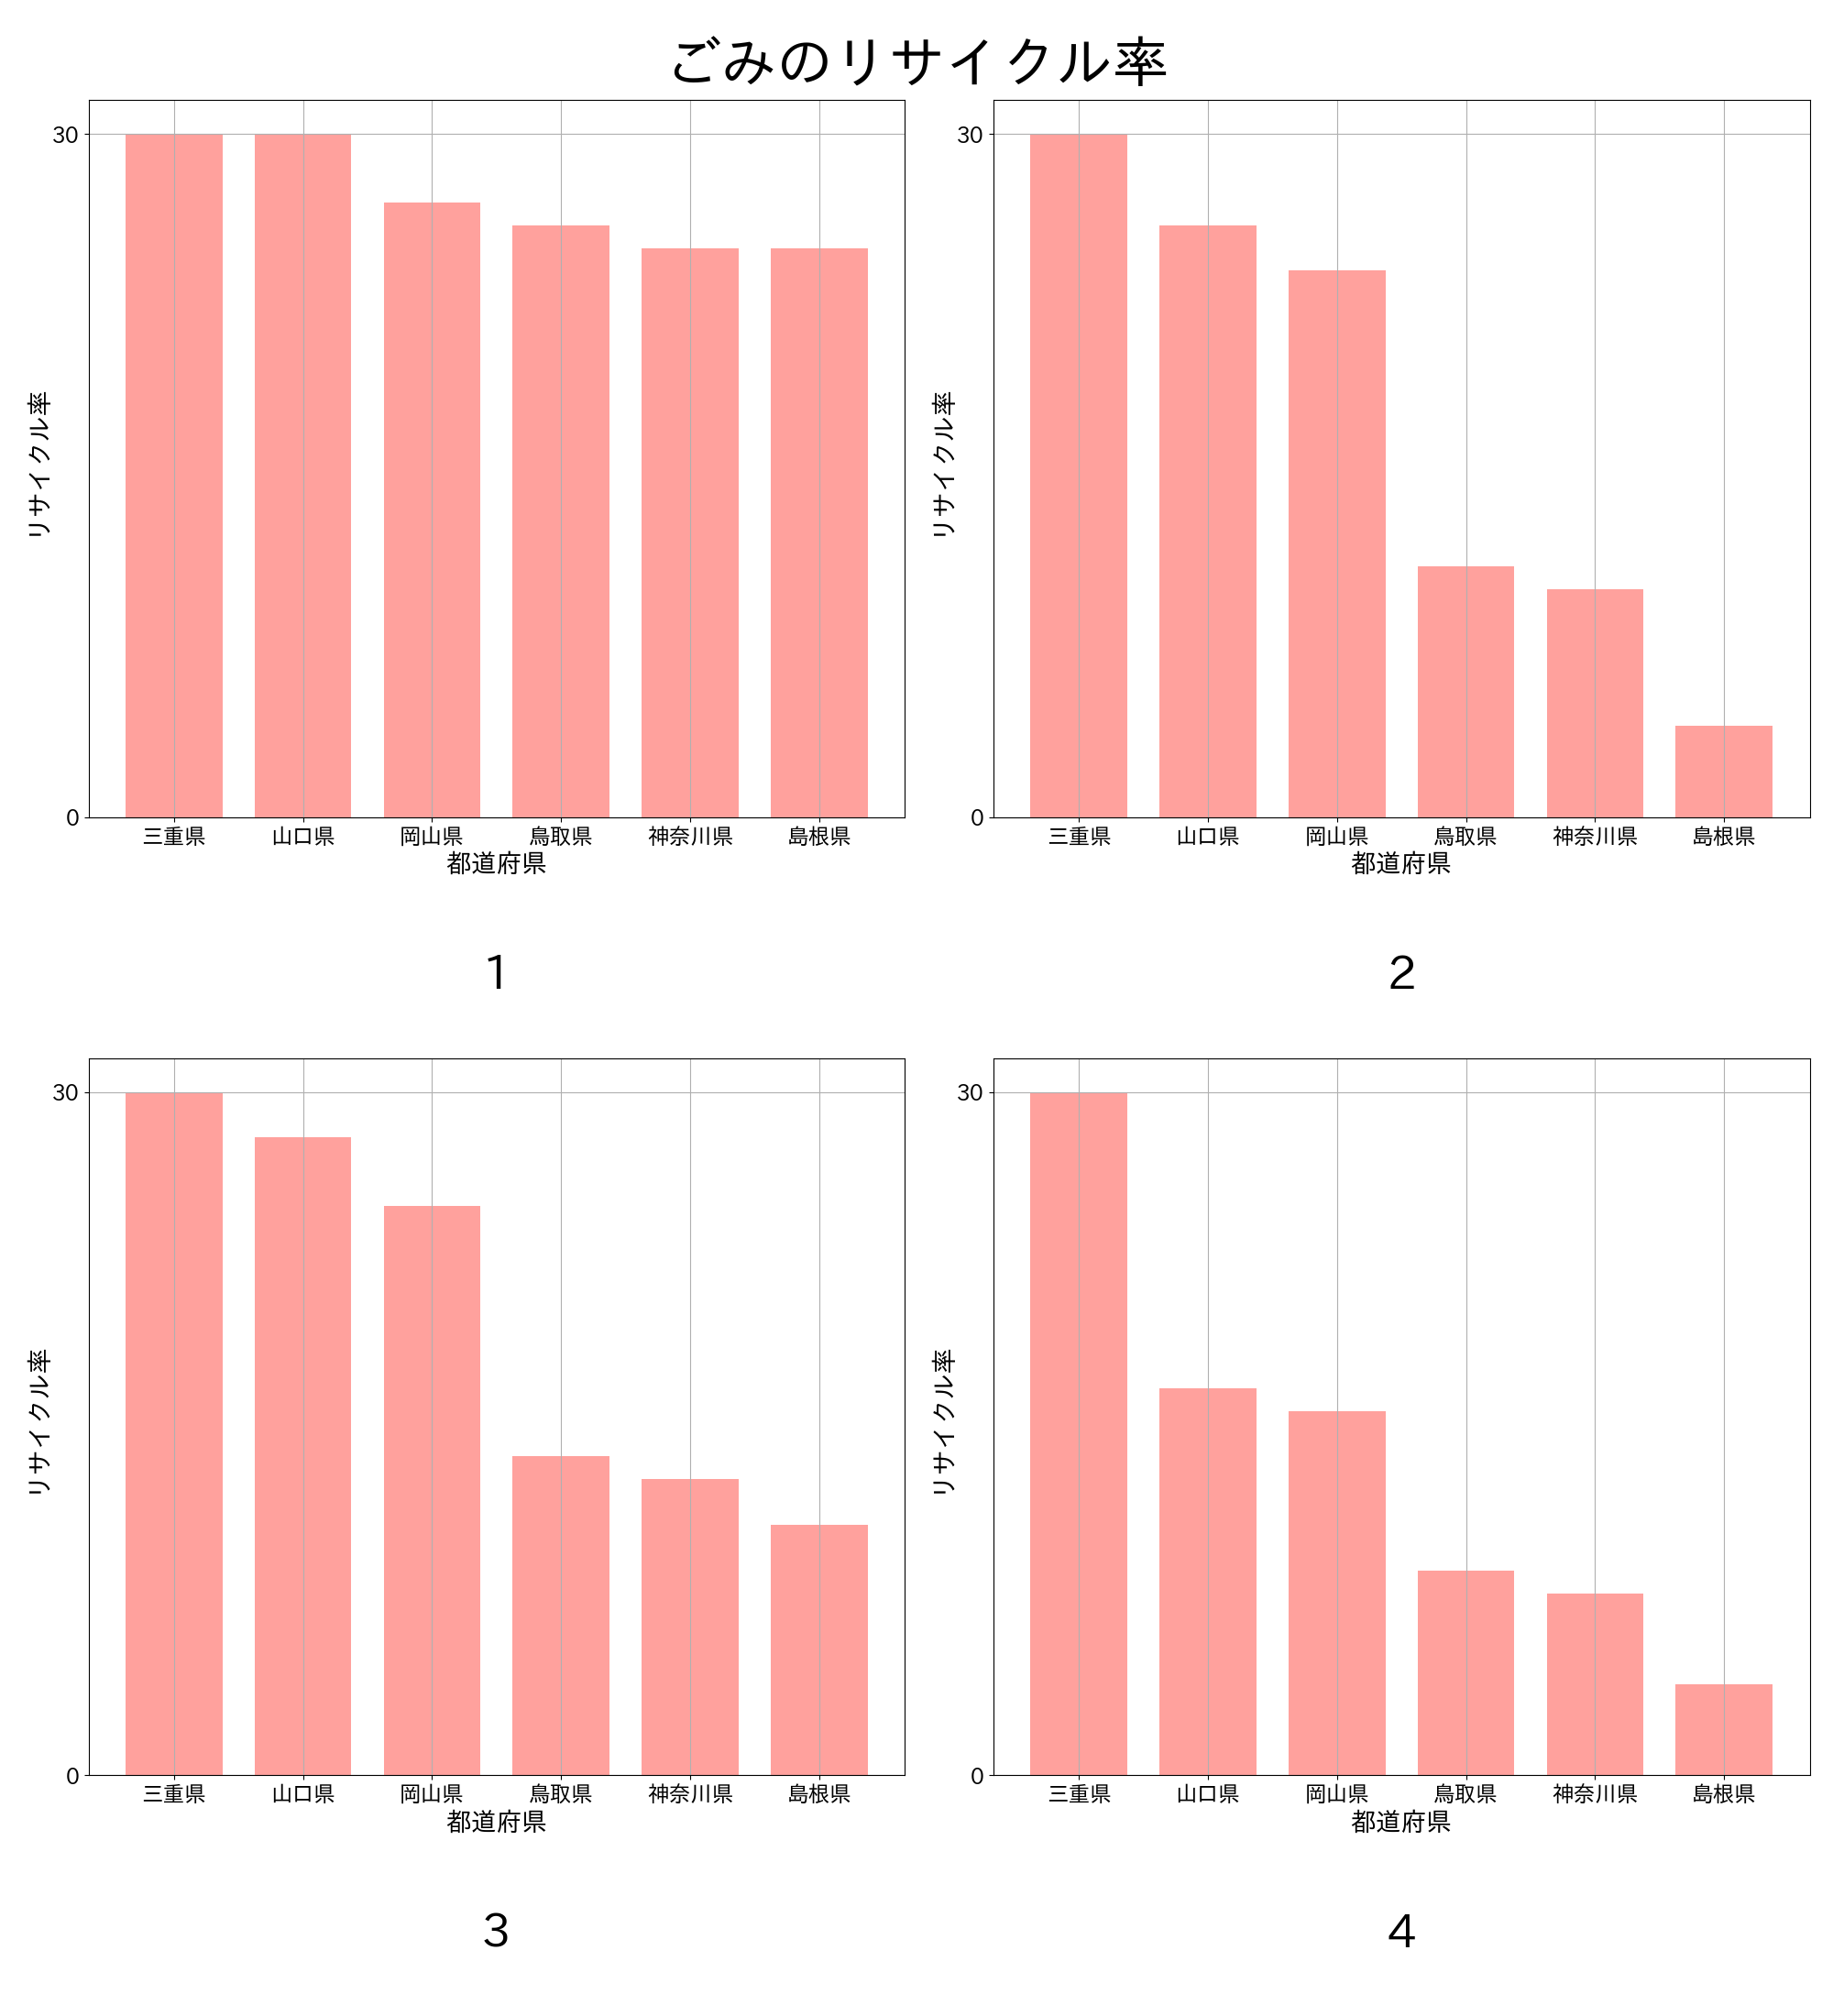 ごみのリサイクル率
30
0
リサイクル率
三重県 山口県 岡山県 鳥取県 神奈川県 島根県
都道府県
1
30
0
リサイクル率
三重県 山口県 岡山県 鳥取県 神奈川県 島根県
都道府県
2
30
0
リサイクル率
三重県 山口県 岡山県 鳥取県 神奈川県 島根県
都道府県
3
30
0
リサイクル率
三重県 山口県 岡山県 鳥取県 神奈川県 島根県
都道府県
4